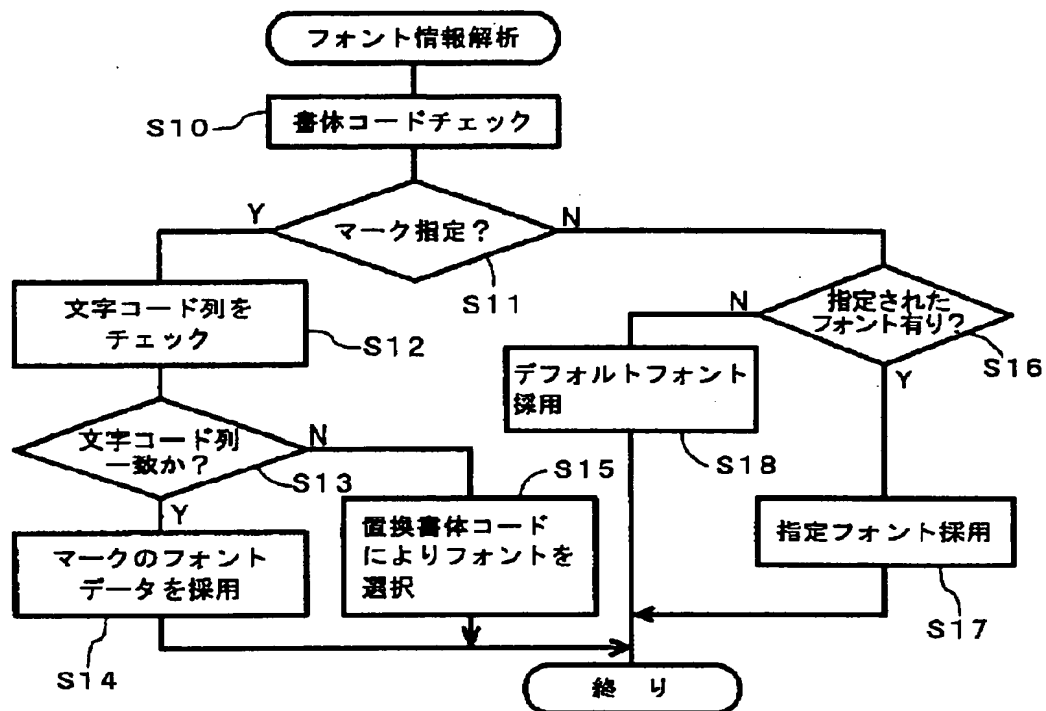 フォント情報解析
S10
書体コードチェック
Y
マーク指定?
N
S11
文字コード列を
チェック
S12
N
指定された
フォント有り?
S16
Y
デフォルトフォント
採用
S18
文字コード列
一致か?
N
S13
Y
S15
置換書体コード
によりフォントを
選択
指定フォント採用
S17
マークのフォント
データを採用
S14
終り